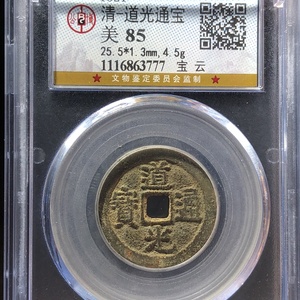 清-道光通宝
美 85
25.5*1.3mm,4.5g
1116863777 宝 云
★ ★ ★ ★ ★
文物鉴定委员会监制
道
寶 通
光